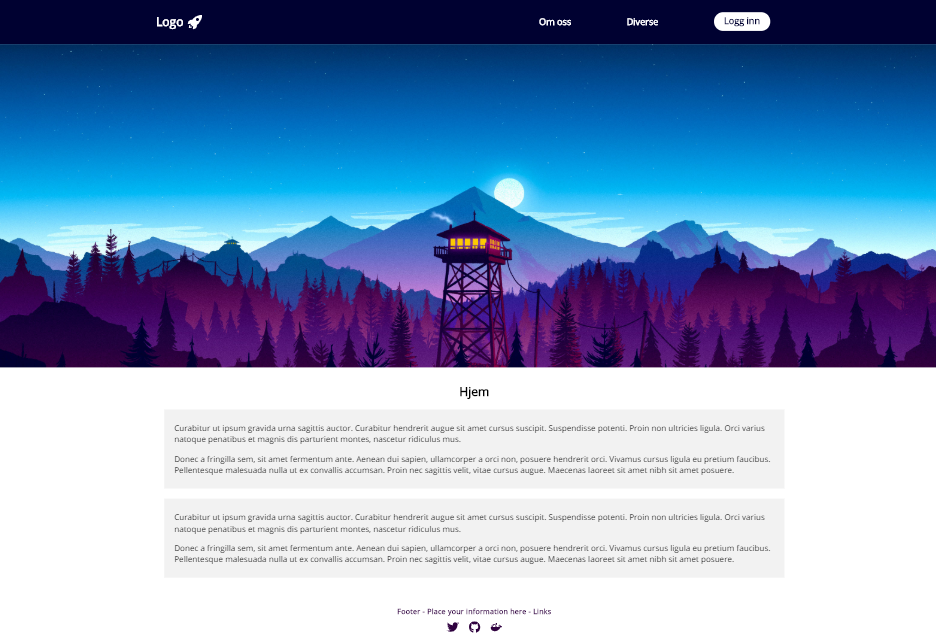 Logo
Om oss
Diverse
Logg inn
Hjem
Curabitur ut ipsum gravida urna sagittis auctor. Curabitur hendrerit augue sit amet cursus suscipit. Suspendisse potenti. Proin non ultricies ligula. Orci varius
natoque penatibus et magnis dis parturient montes, nascetur ridiculus mus.
Donec a fringilla sem, sit amet fermentum ante. Aenean dui sapien, ullamcorper a orci non, posuere hendrerit orci. Vivamus cursus ligula eu pretium faucibus.
Pellentesque malesuada nulla ut ex convallis accumsan. Proin nec sagittis velit, vitae cursus augue. Maecenas laoreet sit amet nibh sit amet posuere.
Curabitur ut ipsum gravida urna sagittis auctor. Curabitur hendrerit augue sit amet cursus suscipit. Suspendisse potenti. Proin non ultricies ligula. Orci varius
natoque penatibus et magnis dis parturient montes, nascetur ridiculus mus.
Donec a fringilla sem, sit amet fermentum ante. Aenean dui sapien, ullamcorper a orci non, posuere hendrerit orci. Vivamus cursus ligula eu pretium faucibus.
Pellentesque malesuada nulla ut ex convallis accumsan. Proin nec sagittis velit, vitae cursus augue. Maecenas laoreet sit amet nibh sit amet posuere.
Footer - Place your information here - Links